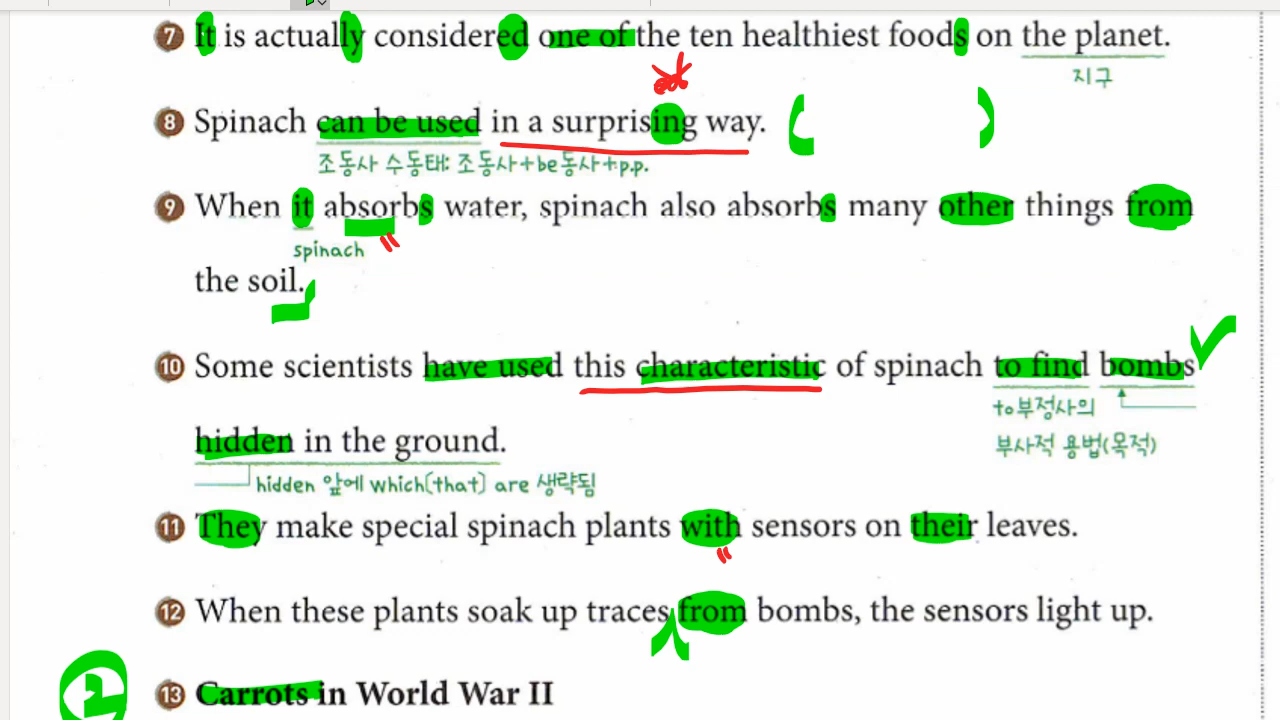 7 It is actually considered one of the ten healthiest foods on the planet.
지구
8 Spinach can be used in a surprising way. ( )
조동사 수동태: 조동사+be동사+p.p.
9 When it absorbs water, spinach also absorbs many other things from
spinach
the soil.
10 Some scientists have used this characteristic of spinach to find bombs
to부정사의
부사적 용법(목적)
hidden in the ground.
hidden 앞에 which(that) are 생략됨
11 They make special spinach plants with sensors on their leaves.
12 When these plants soak up traces from bombs, the sensors light up.
2
13 Carrots in World War II